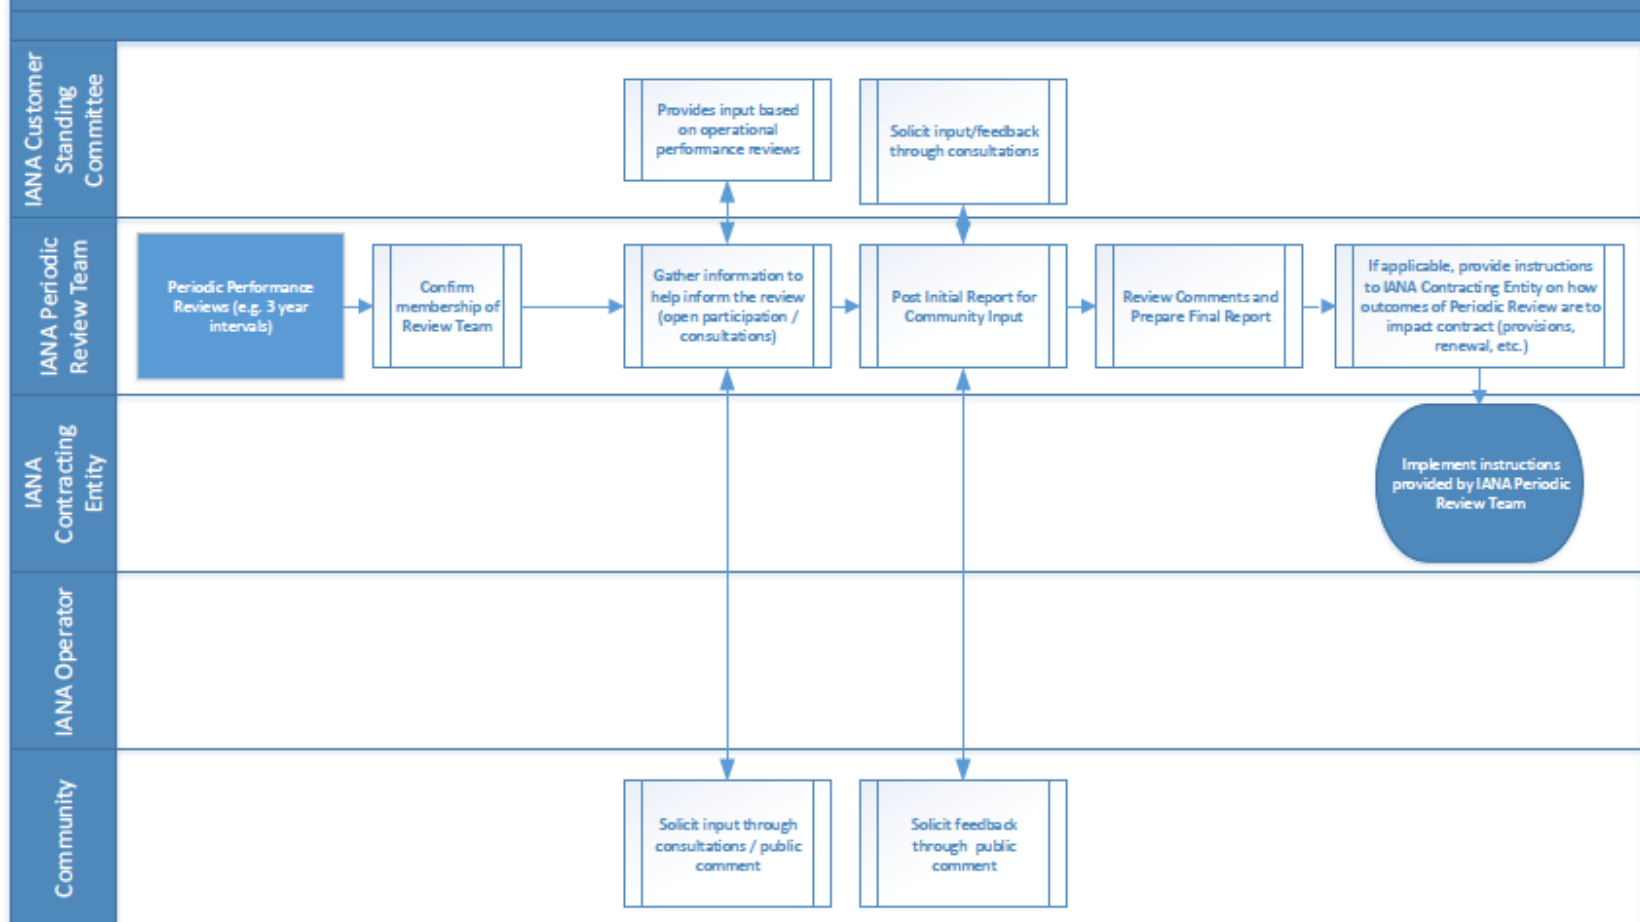 IANA Customer
Standing
Committee
Provides input based
on operational
performance reviews
Solicit input/feedback
through consultations
IANA Periodic
Review Team
Periodic Performance
Reviews (e.g. 3 year
intervals)
Confirm
membership of
Review Team
Gather information to
help inform the review
(open participation /
consultations)
Post Initial Report for
Community Input
Review Comments and
Prepare Final Report
If applicable, provide instructions
to IANA Contracting Entity on how
outcomes of Periodic Review are to
impact contract (provisions,
renewal, etc.)
IANA
Contracting
Entity
Implement instructions
provided by IANA Periodic
Review Team
IANA Operator
Community
Solicit input through
consultations / public
comment
Solicit feedback
through public
comment